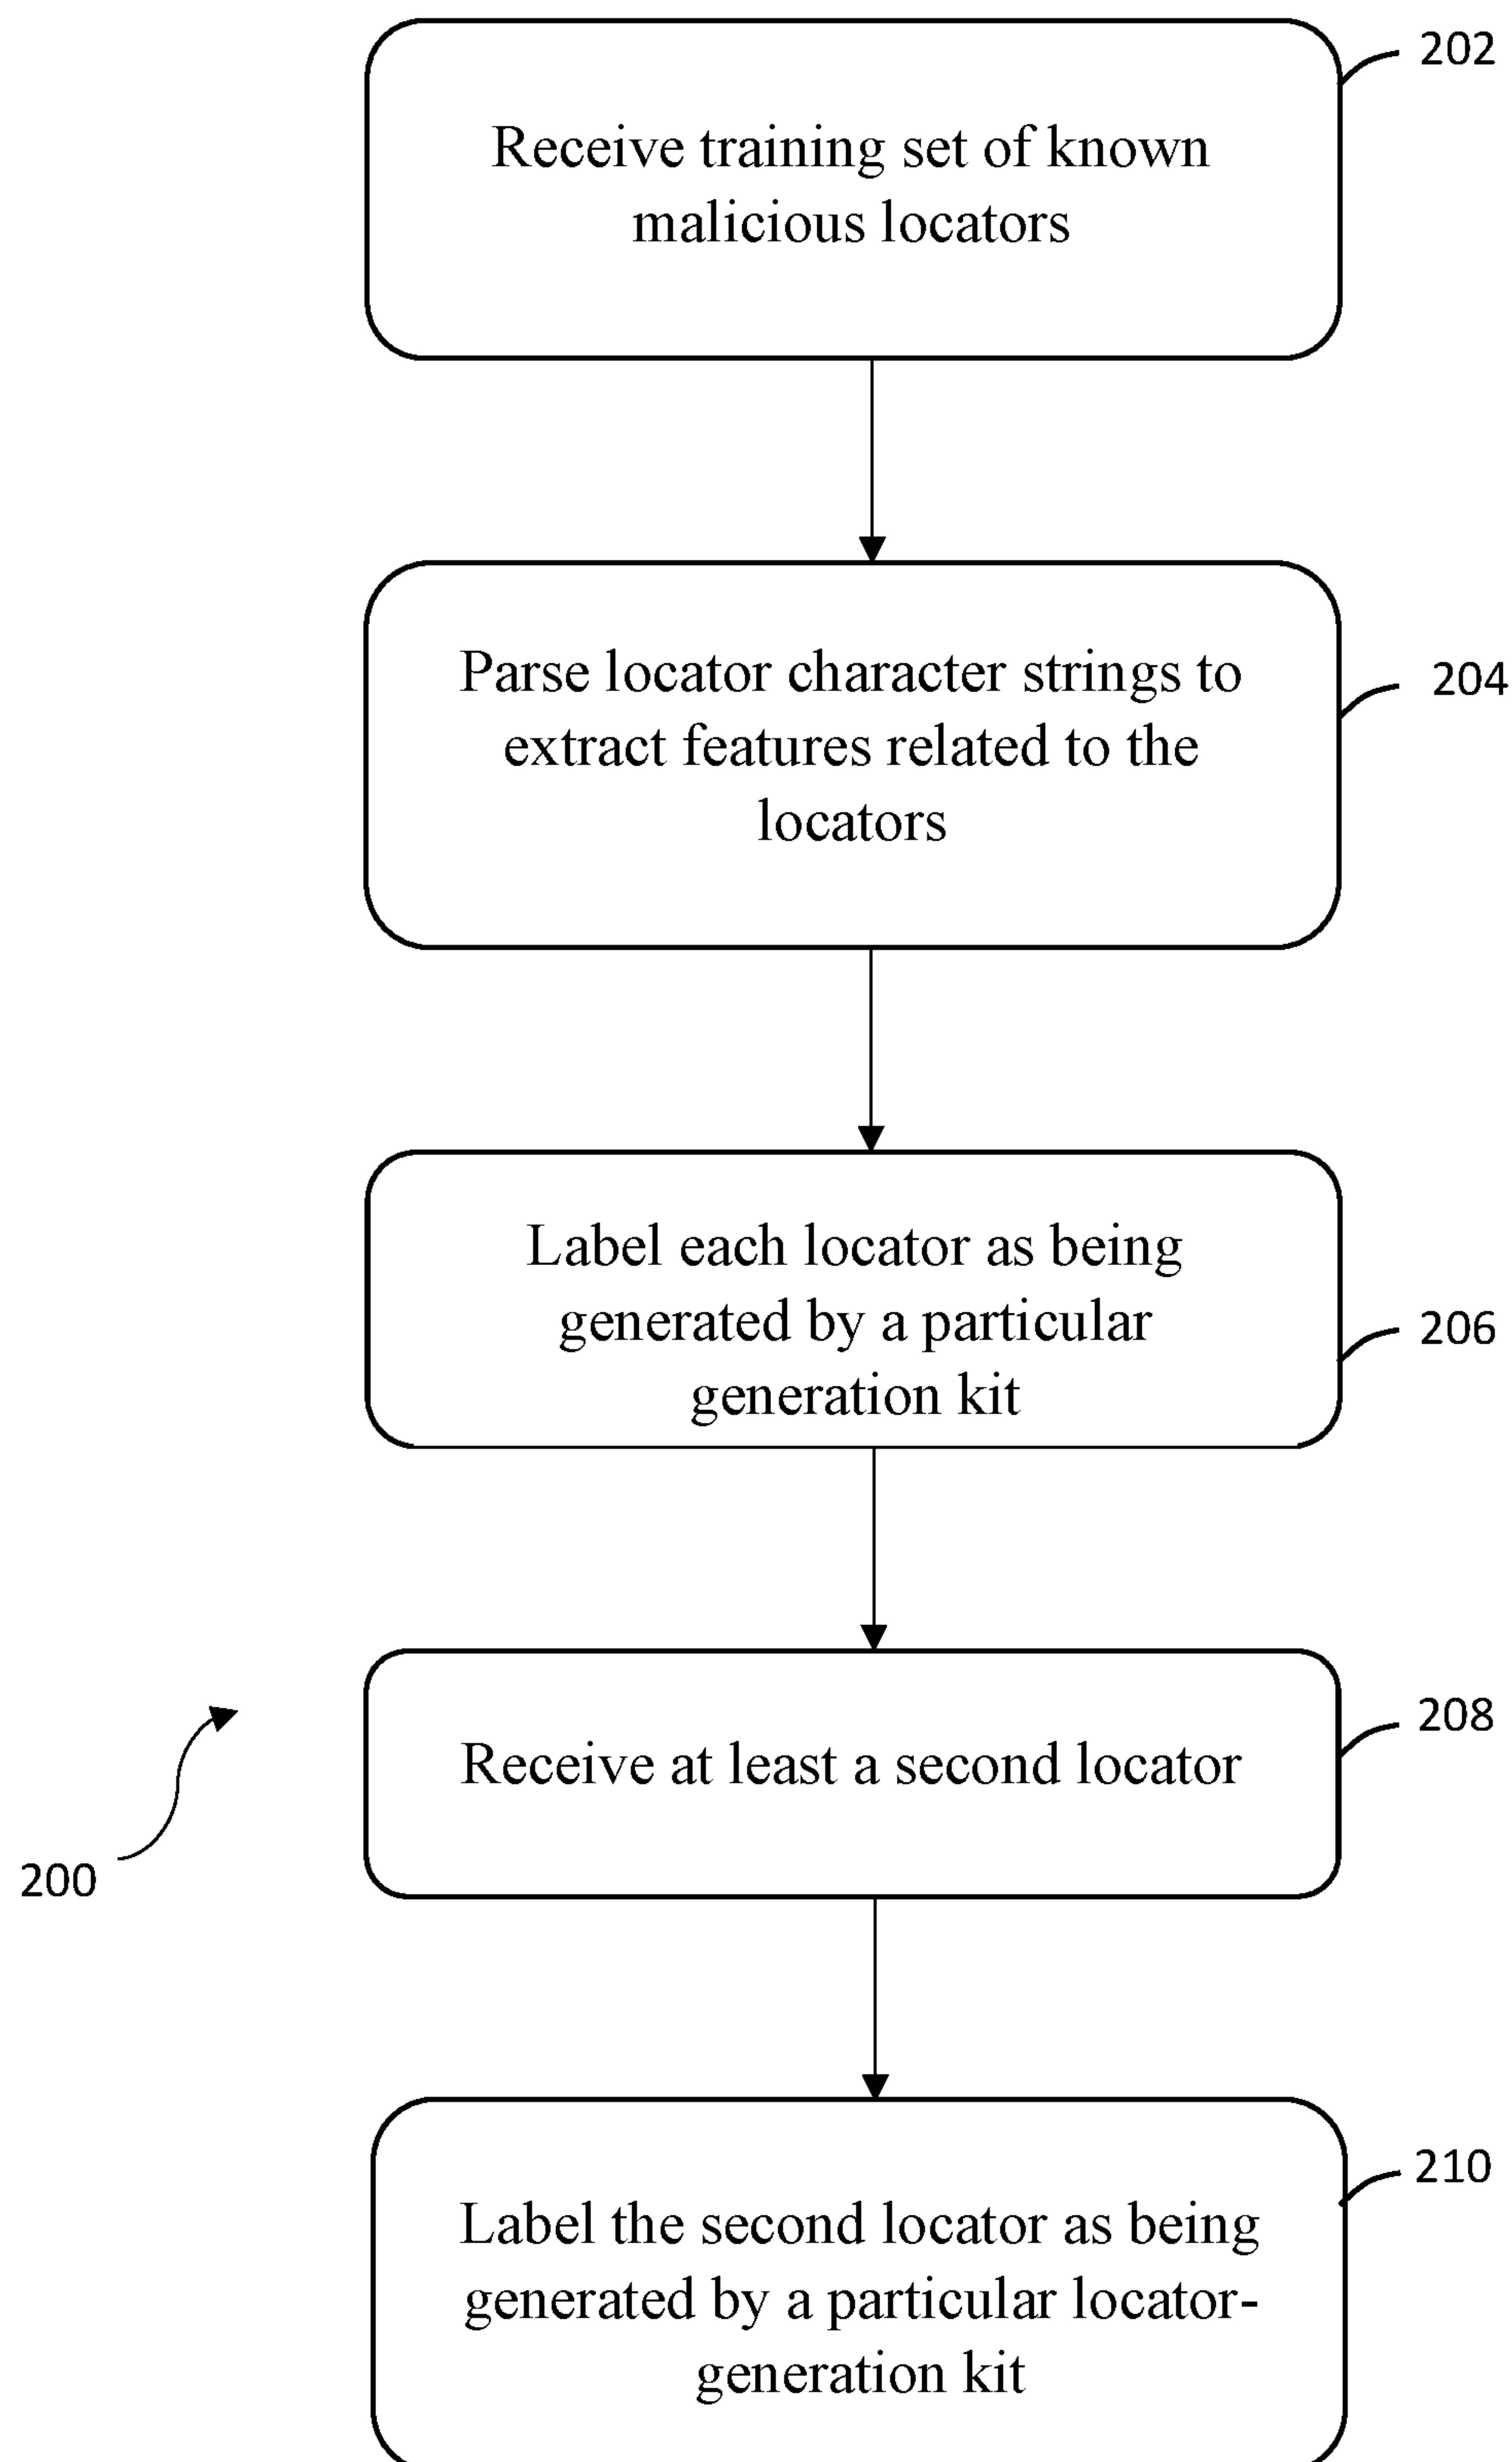 202
Receive training set of known
malicious locators
204
Parse locator character strings to
extract features related to the
locators
206
Label each locator as being
generated by a particular
generation kit
208
Receive at least a second locator
200
210
Label the second locator as being
generated by a particular locator-
generation kit